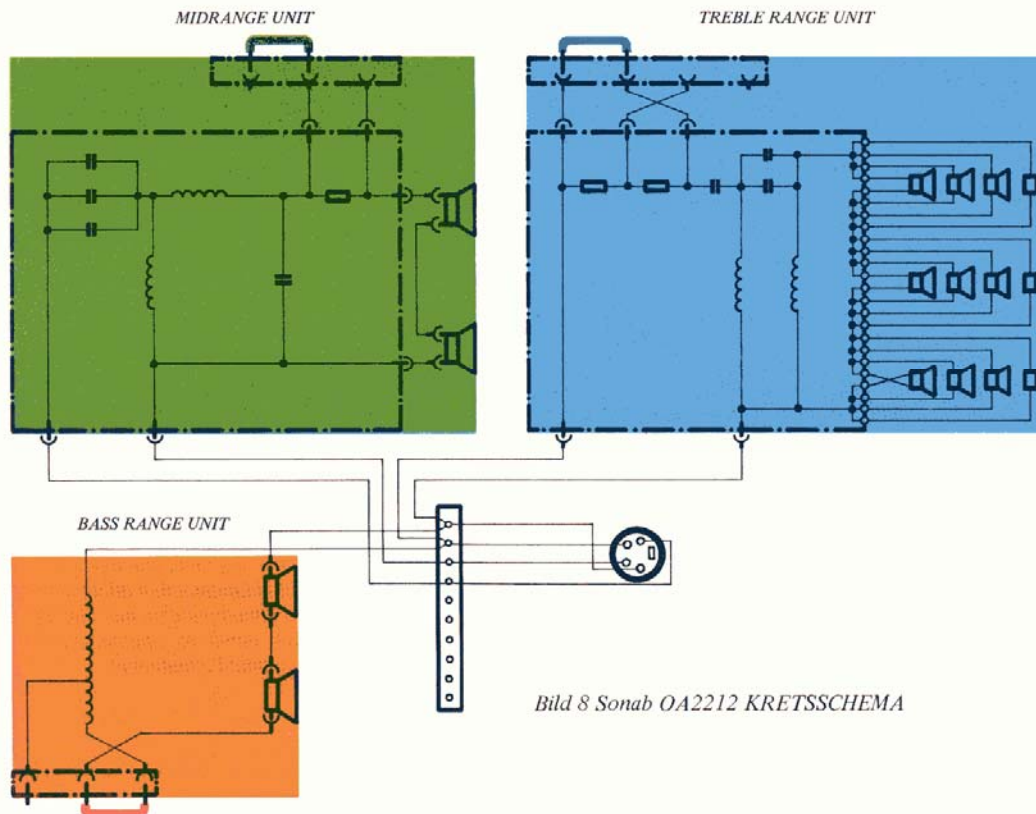 MIDRANGE UNIT
TREBLE RANGE UNIT
BASS RANGE UNIT
Bild 8 Sonab OA2212 KRETSSCHEMA